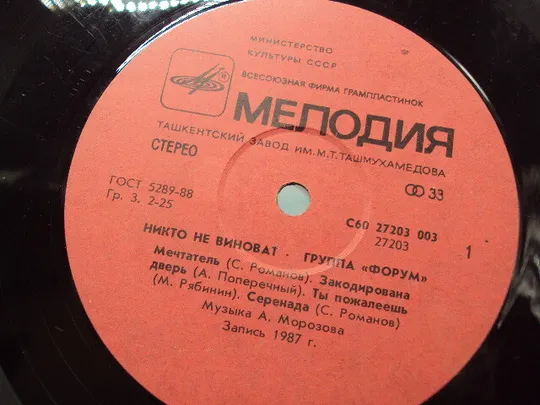 МИНИСТЕРСТВО
КУЛЬТУРЫ СССР
ВСЕСОЮЗНАЯ ФИРМА ГРАМПЛАСТИНОК
®
МЕЛОДИЯ
ТАШКЕНТСКИЙ ЗАВОД ИМ. М.Т. ТАШМУХАМЕДОВА
СТЕРЕО
33
ГОСТ 5289-88
Гр. 3. 2-25
С60 27203 003
27203
1
НИКТО НЕ ВИНОВАТ · ГРУППА «ФОРУМ»
Мечтатель (С. Романов). Закодирована
дверь (А. Поперечный). Ты пожалеешь
(М. Рябинин). Серенада (С. Романов)
Музыка А. Морозова
Запись 1987 г.